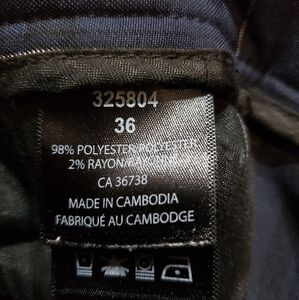 325804
36
98% POLYESTER/POLYESTER
2% RAYON/RAYONNE
CA 36738
MADE IN CAMBODIA
FABRIQUÉ AU CAMBODGE